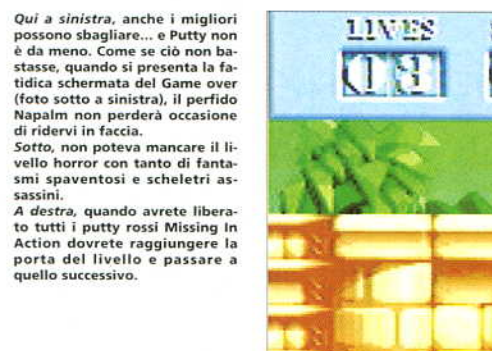 Qui a sinistra, anche i migliori
possono sbagliare... e Putty non
è da meno. Come se ciò non ba-
stasse, quando si presenta la fa-
tidica schermata del Game over
(foto sotto a sinistra), il perfido
Napalm non perderà occasione
di ridervi in faccia.
Sotto, non poteva mancare il li-
vello horror con tanto di fanta-
smi spaventosi e scheletri as-
sassini.
A destra, quando avrete libera-
to tutti i putty rossi Missing In
Action dovrete raggiungere la
porta del livello e passare a
quello successivo.
LIVES